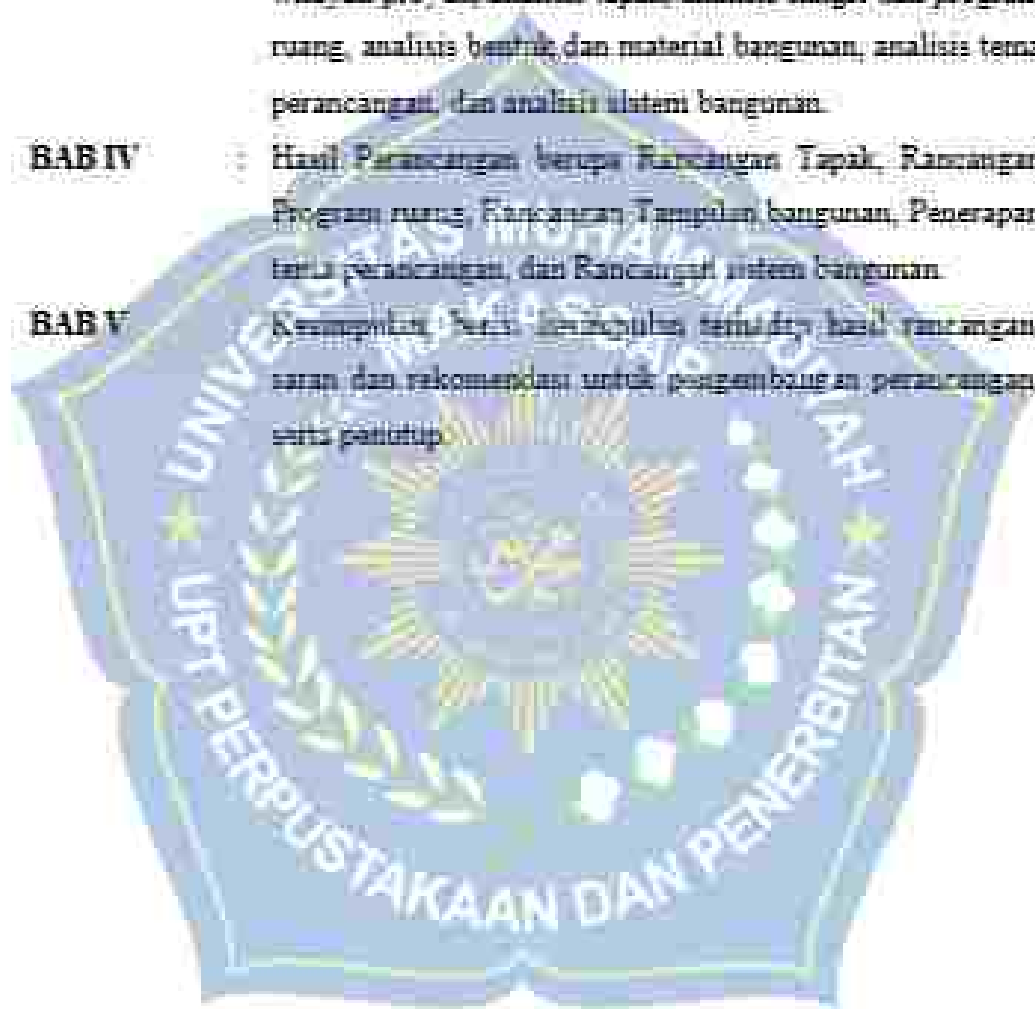 ruang, analisis bentuk dan material bangunan, analisis tema
perancangan, dan analisis sistem bangunan.
BAB IV : Hasil Perancangan berupa Rancangan Tapak, Rancangan
Program ruang, Rancangan Tampilan bangunan, Penerapan
tema perancangan, dan Rancangan sistem bangunan.
BAB V Kesimpulan, terhadap hasil rancangan
saran dan rekomendasi untuk pengembangan perancangan
serta penutup
UNIVERSITAS MUHAMMADIYAH
MAKASSAR
UPT PERPUSTAKAAN DAN PENERBITAN